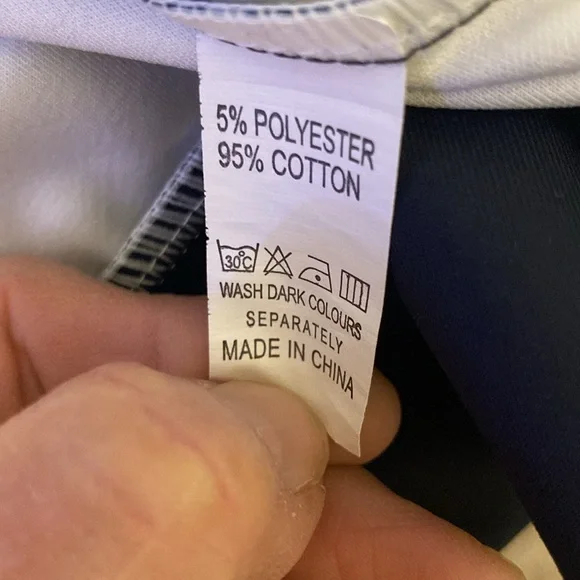 5% POLYESTER
95% COTTON
30°C
WASH DARK COLOURS
SEPARATELY
MADE IN CHINA